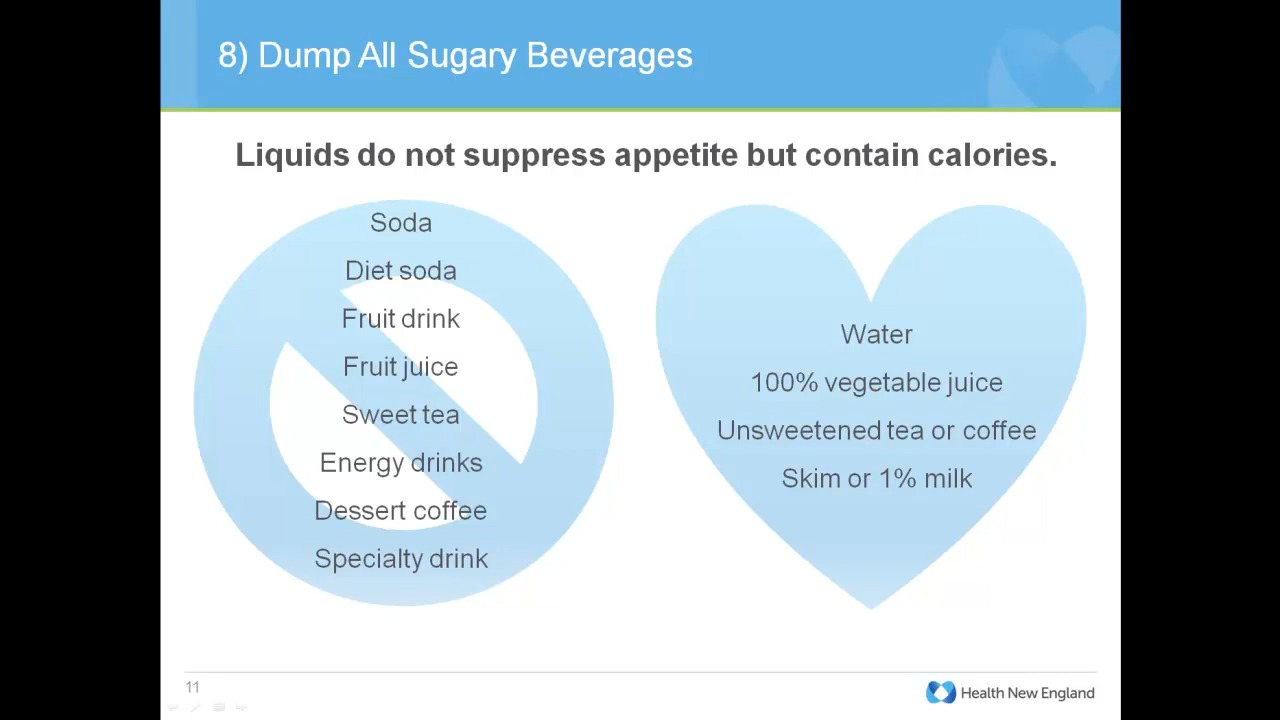 8) Dump All Sugary Beverages
Liquids do not suppress appetite but contain calories.
Soda
Diet soda
Fruit drink
Fruit juice
Sweet tea
Energy drinks
Dessert coffee
Specialty drink
Water
100% vegetable juice
Unsweetened tea or coffee
Skim or 1% milk
11
Health New England